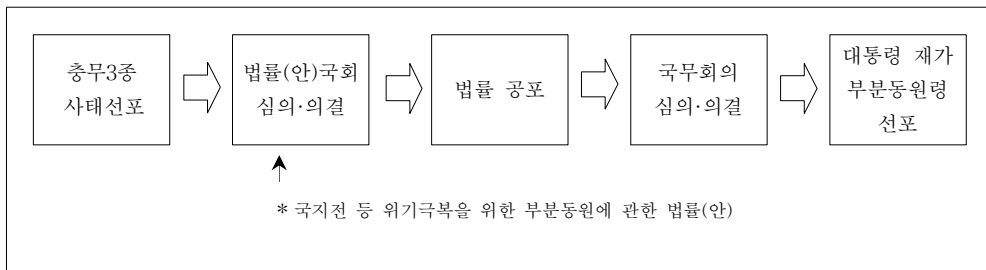 충무3종
사태선포
법률(안)국회
심의·의결
법률 공포
국무회의
심의·의결
대통령 재가
부분동원령
선포
* 국지전 등 위기극복을 위한 부분동원에 관한 법률(안)